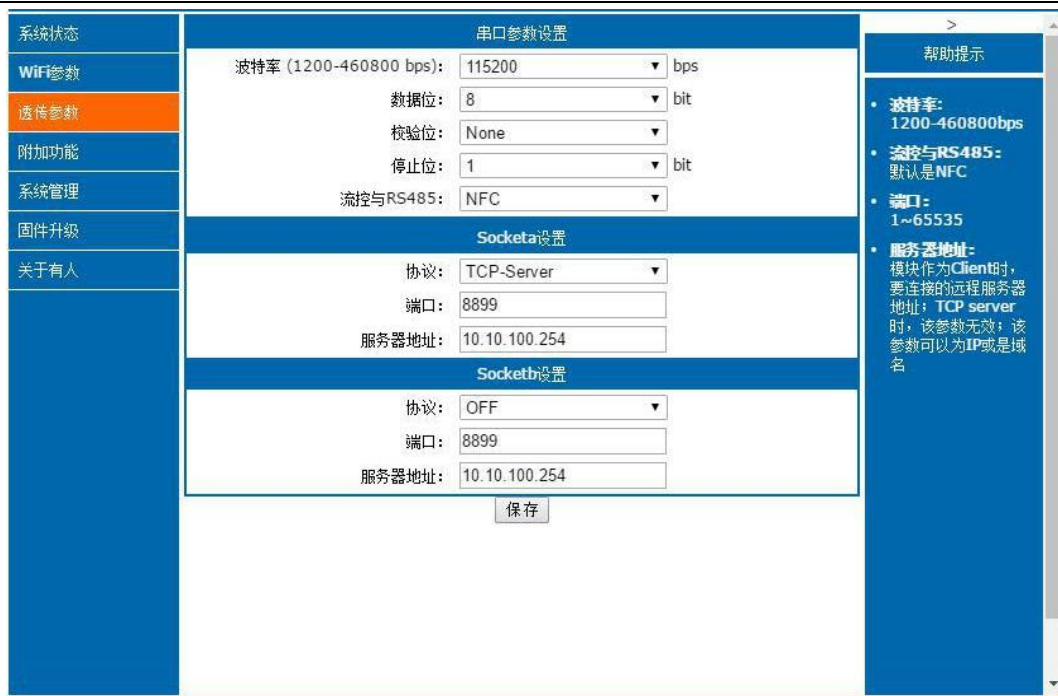 系统状态
WiFi参数
透传参数
附加功能
系统管理
固件升级
关于有人
串口参数设置
波特率 (1200-460800 bps)： 115200 bps
数据位： 8 bit
校验位： None
停止位： 1 bit
流控与RS485： NFC
Socketa设置
协议： TCP-Server
端口： 8899
服务器地址： 10.10.100.254
Socketb设置
协议： OFF
端口： 8899
服务器地址： 10.10.100.254
保存
>
帮助提示
• 波特率：
1200-460800bps
• 流控与RS485：
默认是NFC
• 端口：
1~65535
• 服务器地址：
模块作为Client时，
要连接的远程服务器
地址；TCP server
时，该参数无效；该
参数可以为IP或是域
名